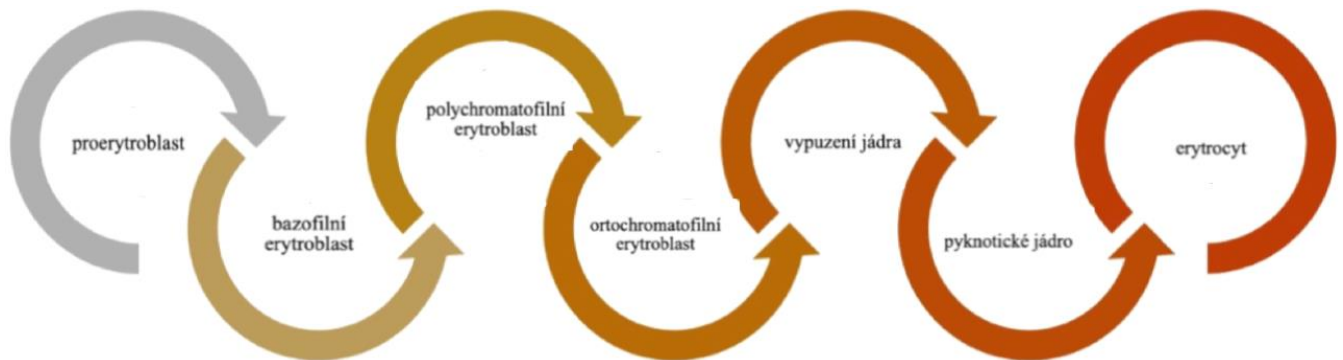 proerytroblast
bazofilní
erytroblast
polychromatofilní
erytroblast
ortochromatofilní
erytroblast
vypuzení jádra
pyknotické jádro
erytrocyt